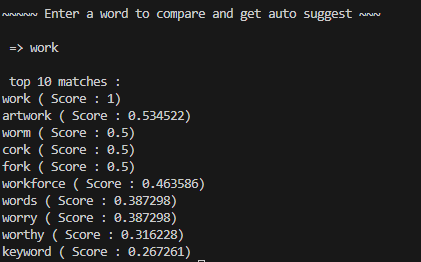 ~~~~~ Enter a word to compare and get auto suggest ~~~
=> work
top 10 matches :
work ( Score : 1)
artwork ( Score : 0.534522)
worm ( Score : 0.5)
cork ( Score : 0.5)
fork ( Score : 0.5)
workforce ( Score : 0.463586)
words ( Score : 0.387298)
worry ( Score : 0.387298)
worthy ( Score : 0.316228)
keyword ( Score : 0.267261)